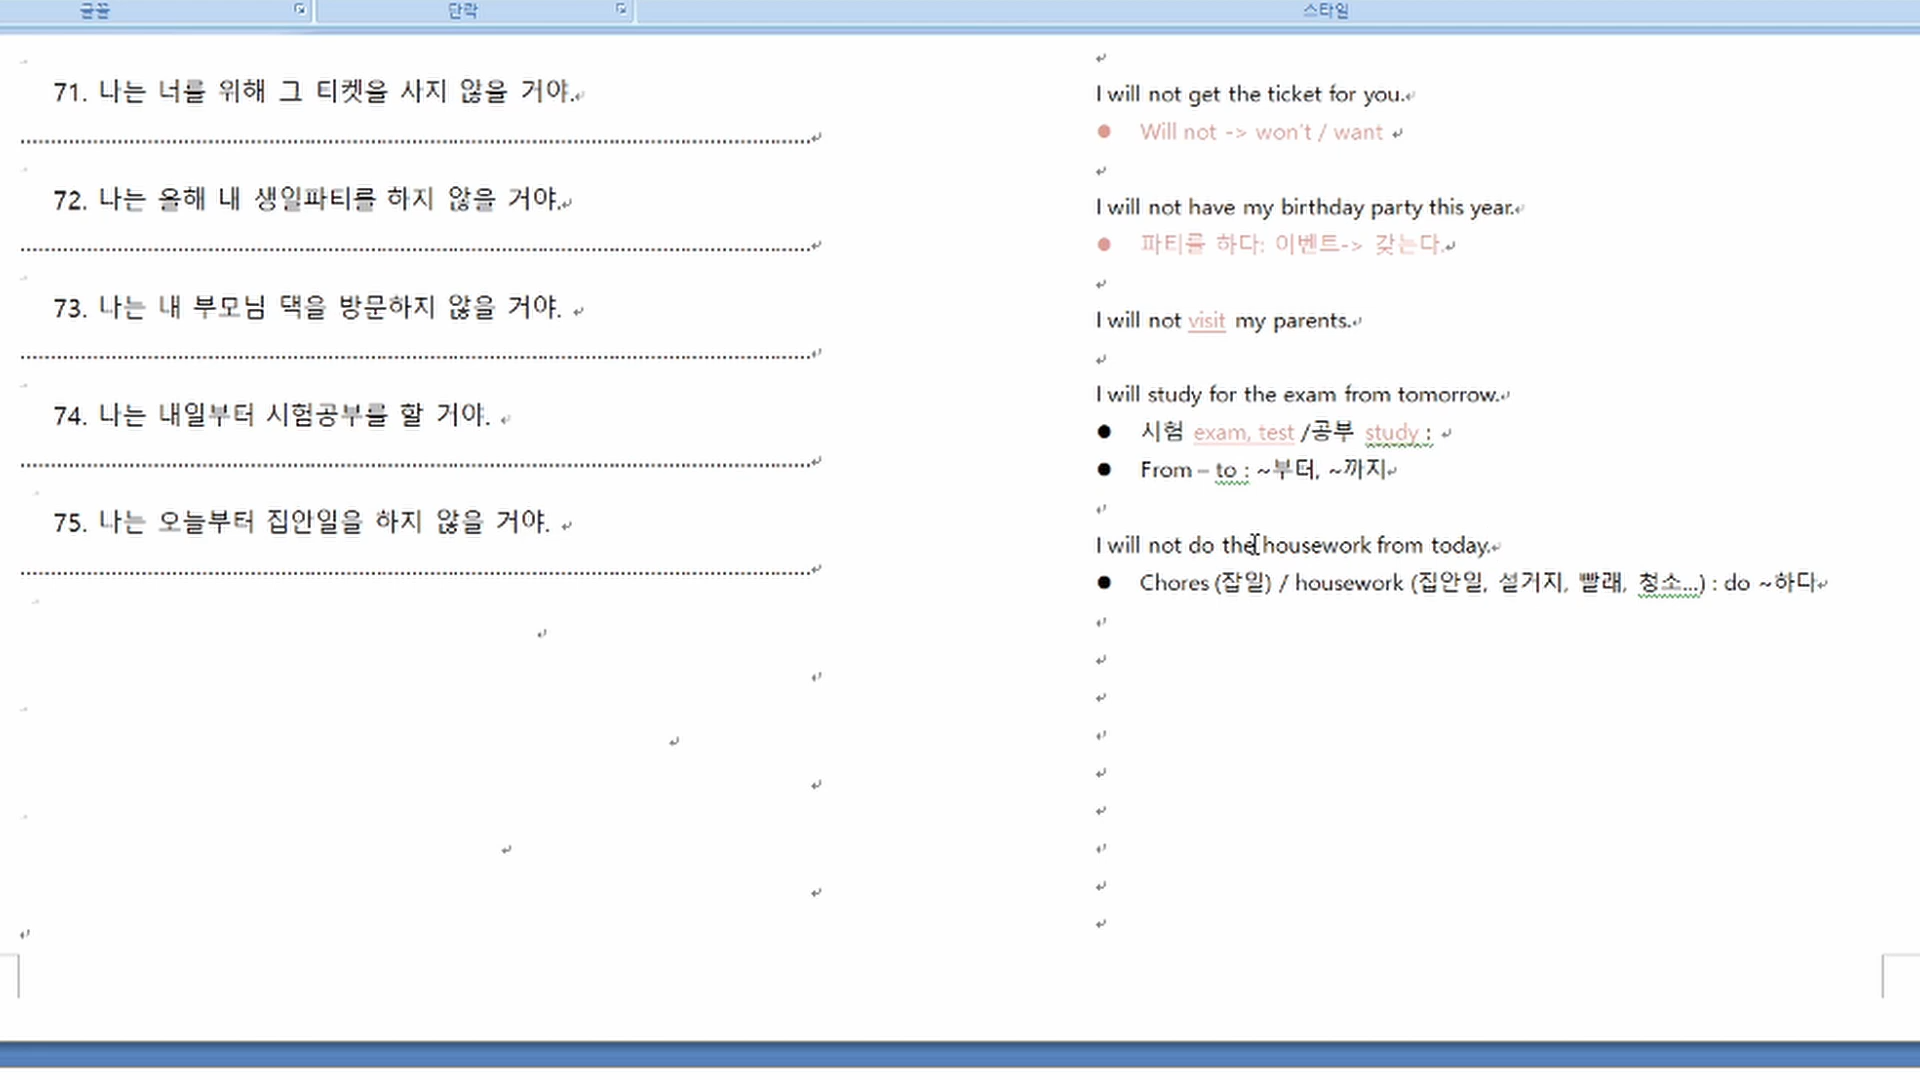 글꼴
단락
스타일
71. 나는 너를 위해 그 티켓을 사지 않을 거야.
72. 나는 올해 내 생일파티를 하지 않을 거야.
73. 나는 내 부모님 댁을 방문하지 않을 거야.
74. 나는 내일부터 시험공부를 할 거야.
75. 나는 오늘부터 집안일을 하지 않을 거야.
I will not get the ticket for you.
● Will not -> won't / want
I will not have my birthday party this year.
● 파티를 하다: 이벤트-> 갖는다.
I will not visit my parents.
I will study for the exam from tomorrow.
● 시험 exam, test /공부 study :
● From – to : ~부터, ~까지
I will not do the housework from today.
● Chores (잡일) / housework (집안일, 설거지, 빨래, 청소...) : do ~하다